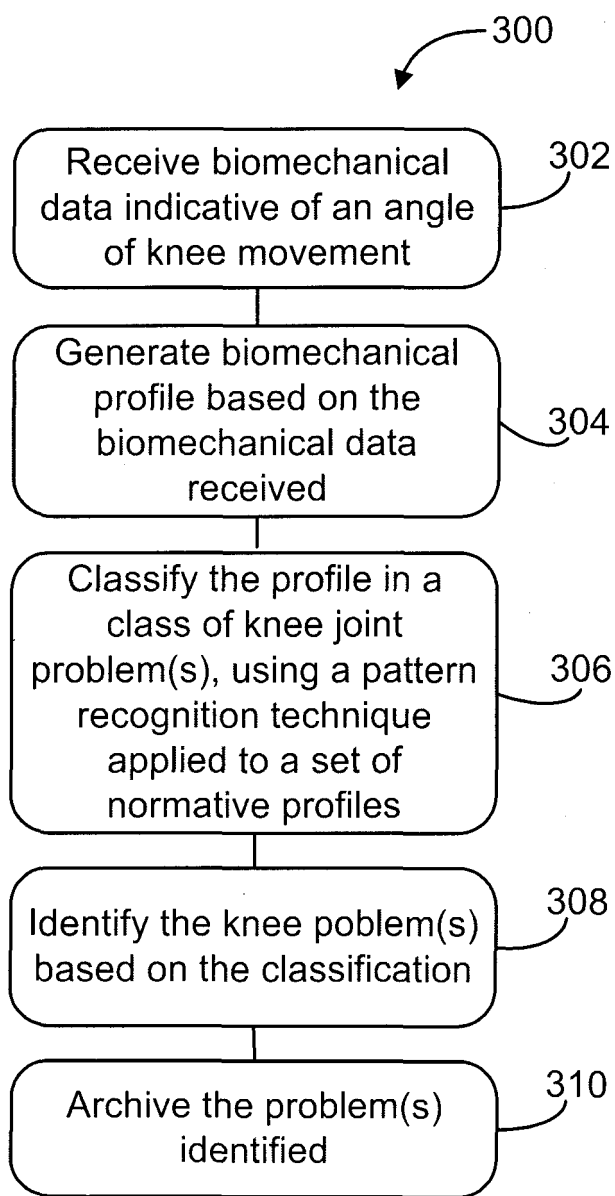 300
Receive biomechanical
data indicative of an angle
of knee movement
302
Generate biomechanical
profile based on the
biomechanical data
received
304
Classify the profile in a
class of knee joint
problem(s), using a pattern
recognition technique
applied to a set of
normative profiles
306
Identify the knee poblem(s)
based on the classification
308
Archive the problem(s)
identified
310